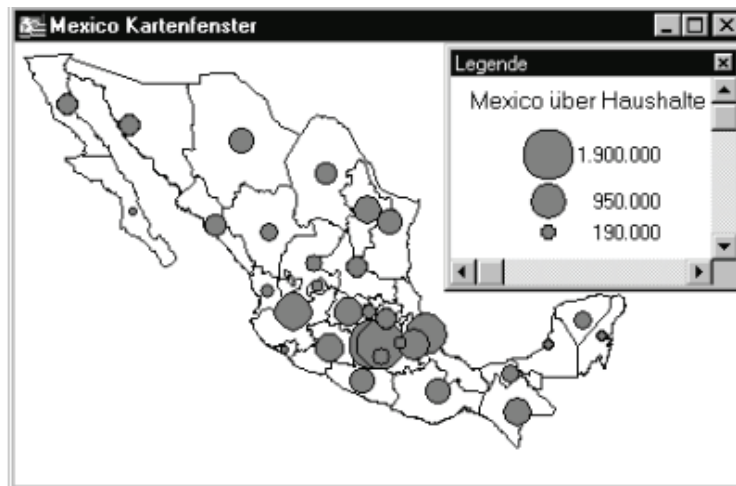 Mexico Kartenfenster
Legende
Mexico über Haushalte
1.900.000
950.000
190.000